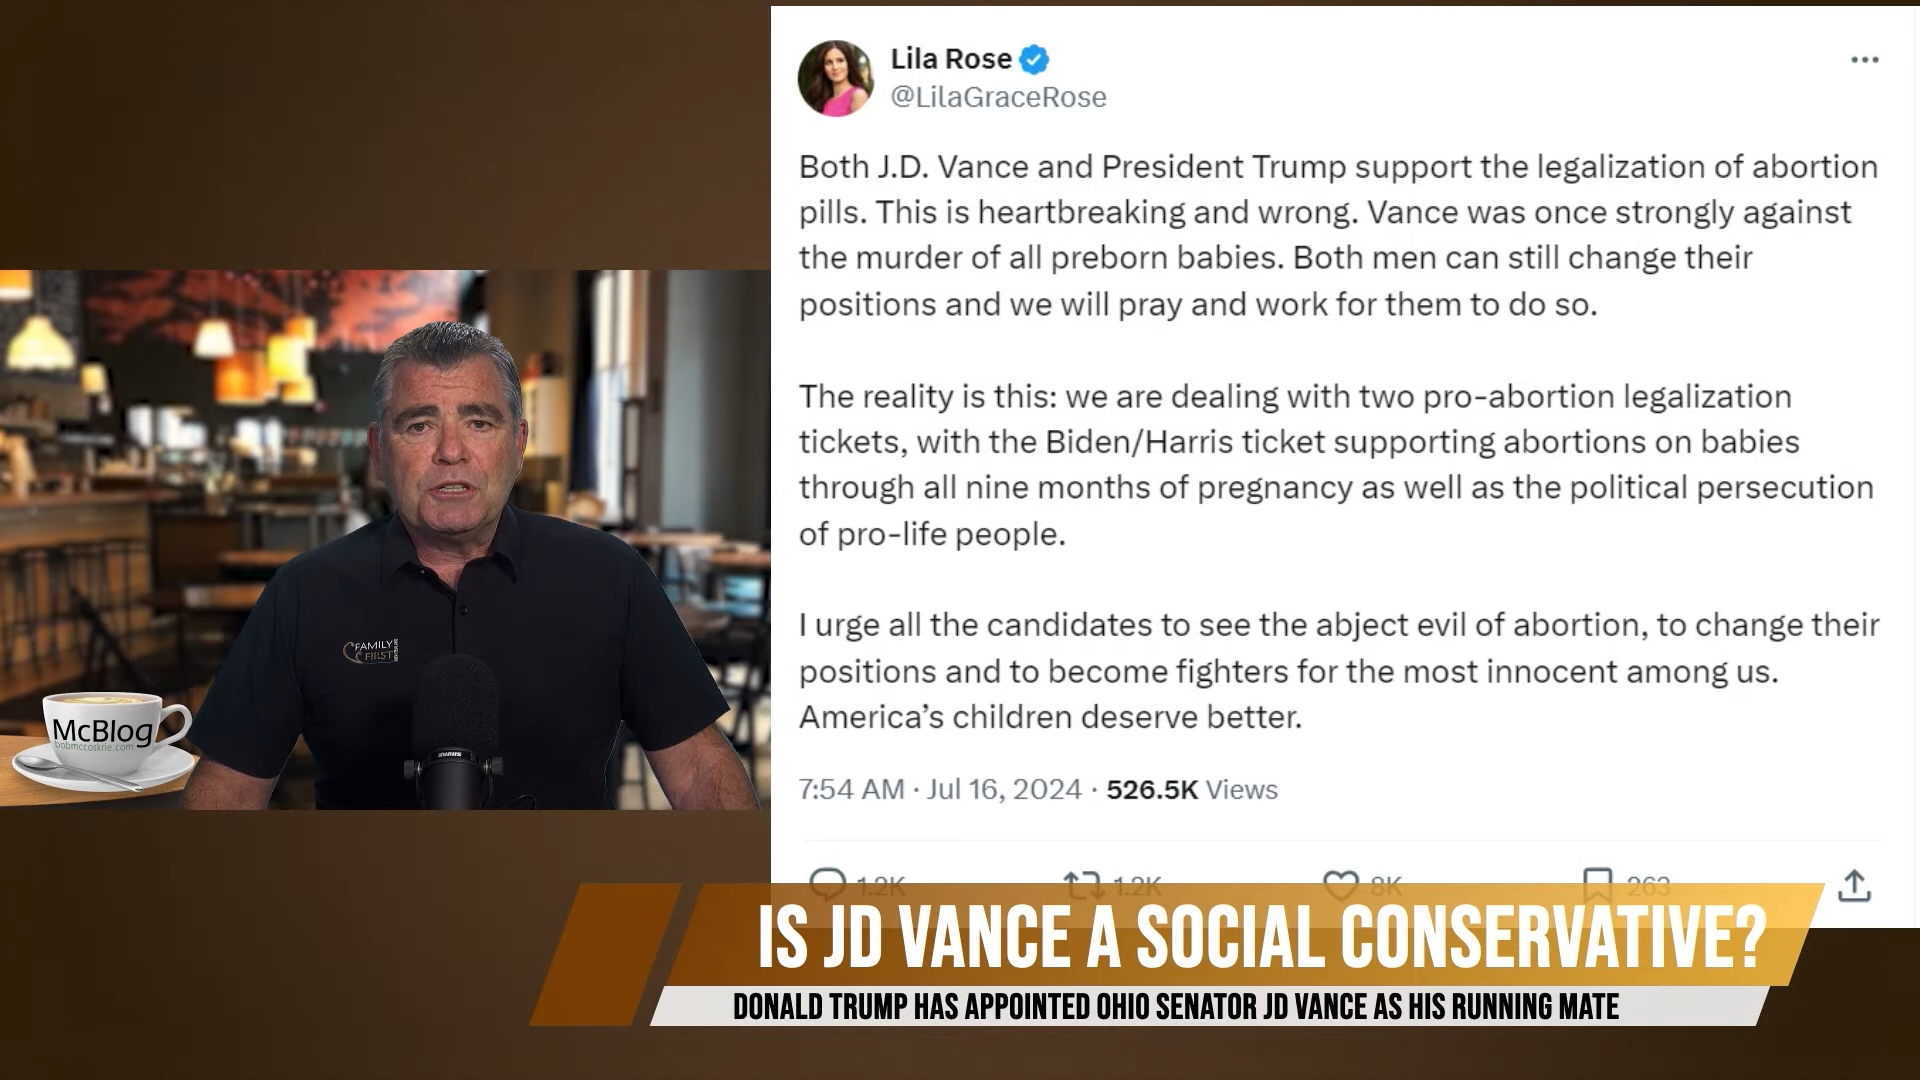 Lila Rose
@LilaGraceRose
Both J.D. Vance and President Trump support the legalization of abortion
pills. This is heartbreaking and wrong. Vance was once strongly against
the murder of all preborn babies. Both men can still change their
positions and we will pray and work for them to do so.
The reality is this: we are dealing with two pro-abortion legalization
tickets, with the Biden/Harris ticket supporting abortions on babies
through all nine months of pregnancy as well as the political persecution
of pro-life people.
I urge all the candidates to see the abject evil of abortion, to change their
positions and to become fighters for the most innocent among us.
America's children deserve better.
7:54 AM · Jul 16, 2024 · 526.5K Views
1.2K 1.2K 8K 263
FAMILY
FIRST
McBlog
bobmccoskrie.com
SHURE
IS JD VANCE A SOCIAL CONSERVATIVE?
DONALD TRUMP HAS APPOINTED OHIO SENATOR JD VANCE AS HIS RUNNING MATE